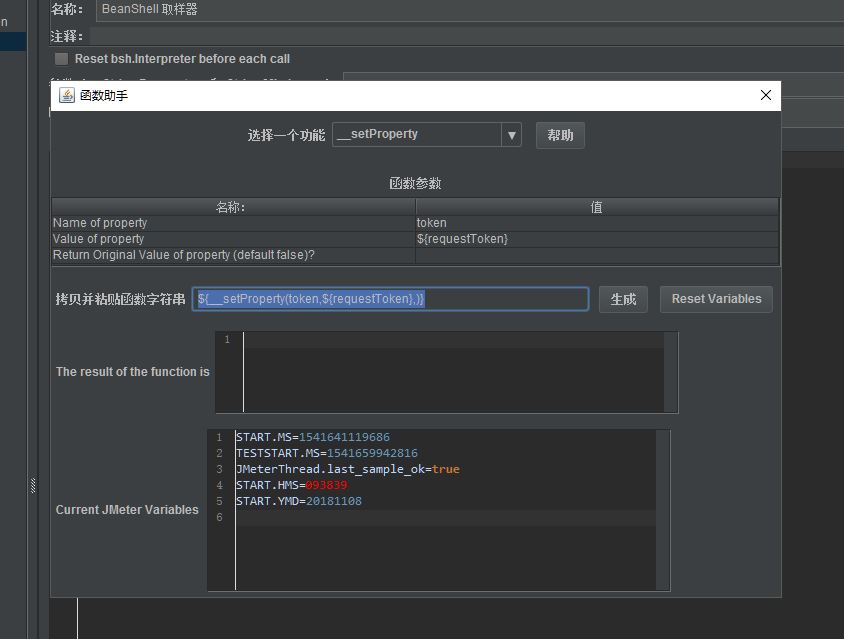 n
名称： BeanShell 取样器
注释：
Reset bsh.Interpreter before each call
函数助手
选择一个功能 __setProperty 帮助
函数参数
名称： 值
Name of property token
Value of property ${requestToken}
Return Original Value of property (default false)?
拷贝并粘贴函数字符串 ${__setProperty(token,${requestToken},)} 生成 Reset Variables
The result of the function is
1
Current JMeter Variables
1 START.MS=1541641119686
2 TESTSTART.MS=1541659942816
3 JMeterThread.last_sample_ok=true
4 START.HMS=093839
5 START.YMD=20181108
6